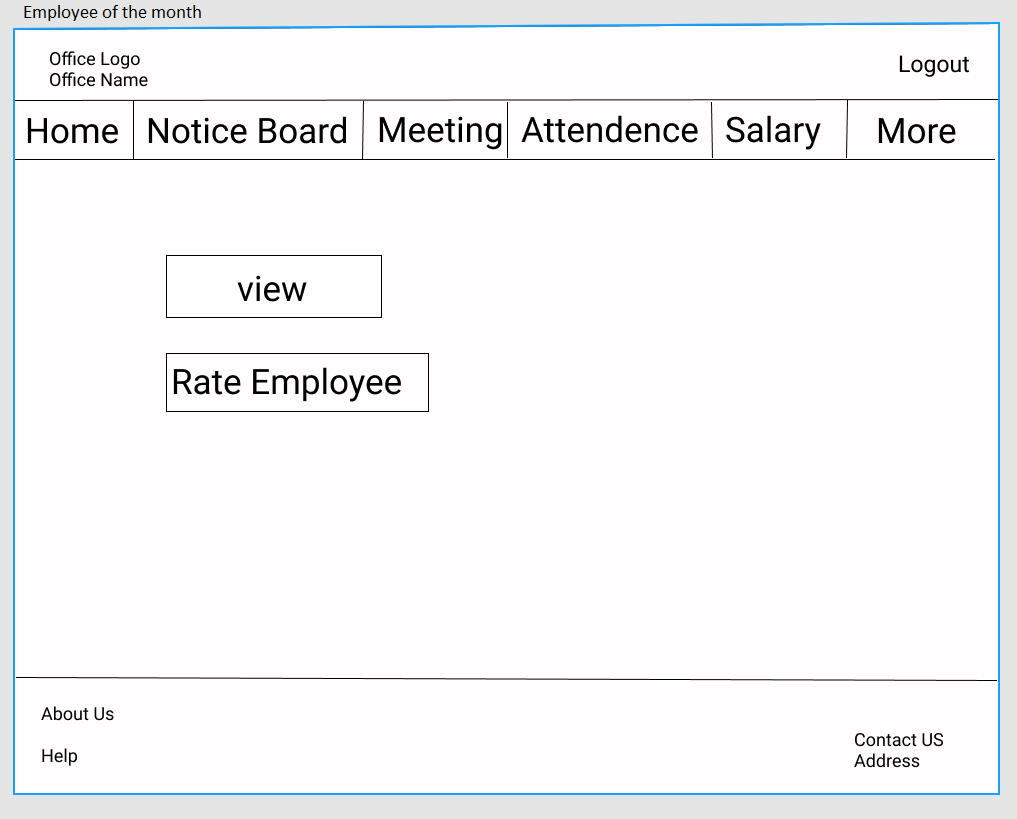 Employee of the month
Office Logo
Office Name
Logout
Home
Notice Board
Meeting
Attendence
Salary
More
view
Rate Employee
About Us
Help
Contact US
Address